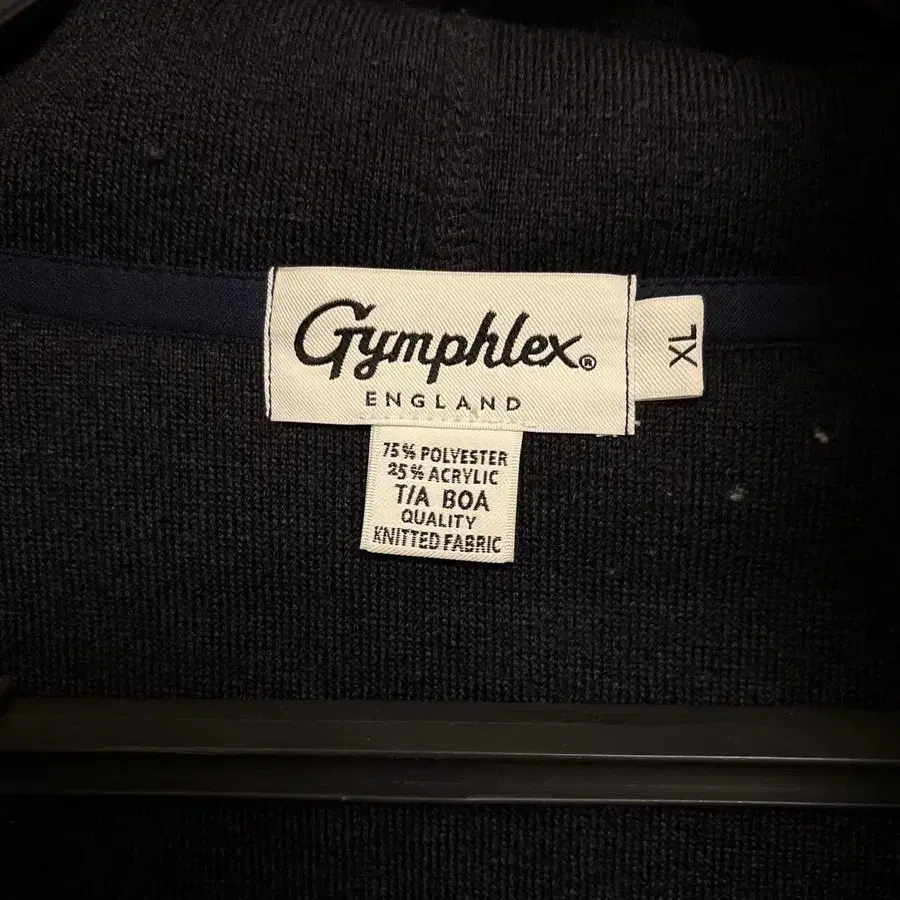 Gymphlex®
ENGLAND
XL
75% POLYESTER
25% ACRYLIC
T/A BOA
QUALITY
KNITTED FABRIC